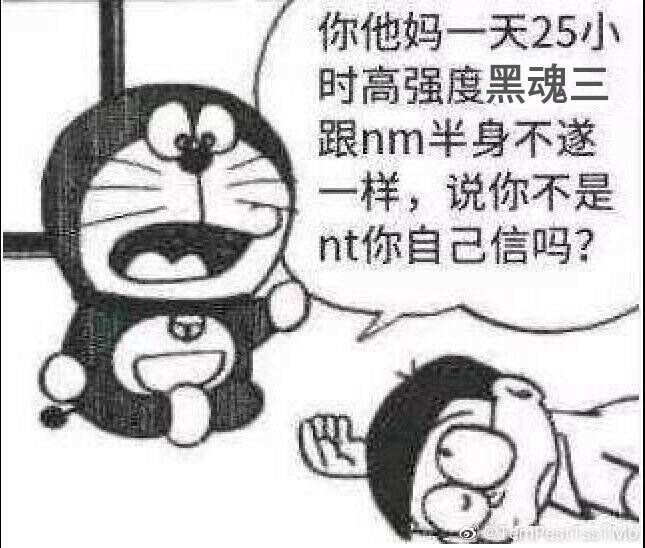 你他妈一天25小
时高强度黑魂三
跟nm半身不遂
一样，说你不是
nt你自己信吗？